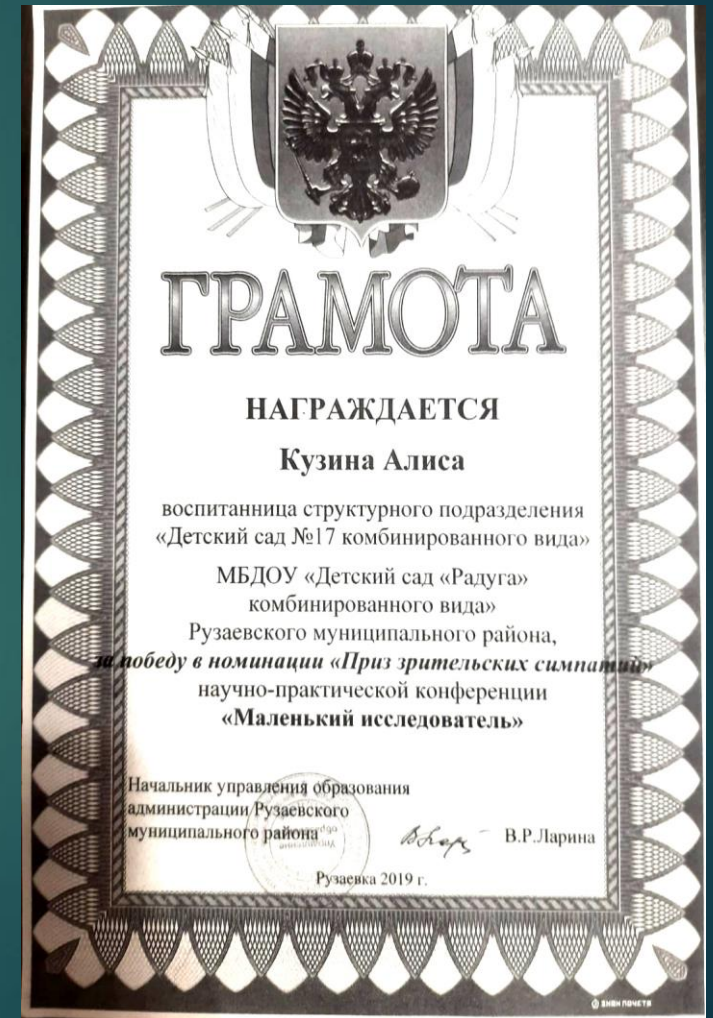 ГРАМОТА
НАГРАЖДАЕТСЯ
Кузина Алиса
воспитанница структурного подразделения
«Детский сад №17 комбинированного вида»
МБДОУ «Детский сад «Радуга»
комбинированного вида»
Рузаевского муниципального района,
за победу в номинации «Приз зрительских симпатий»
научно-практической конференции
«Маленький исследователь»
Начальник управления образования
администрации Рузаевского
муниципального района
В.Р.Ларина
Рузаевка 2019 г.
ЗНАК ПОЧЕТА